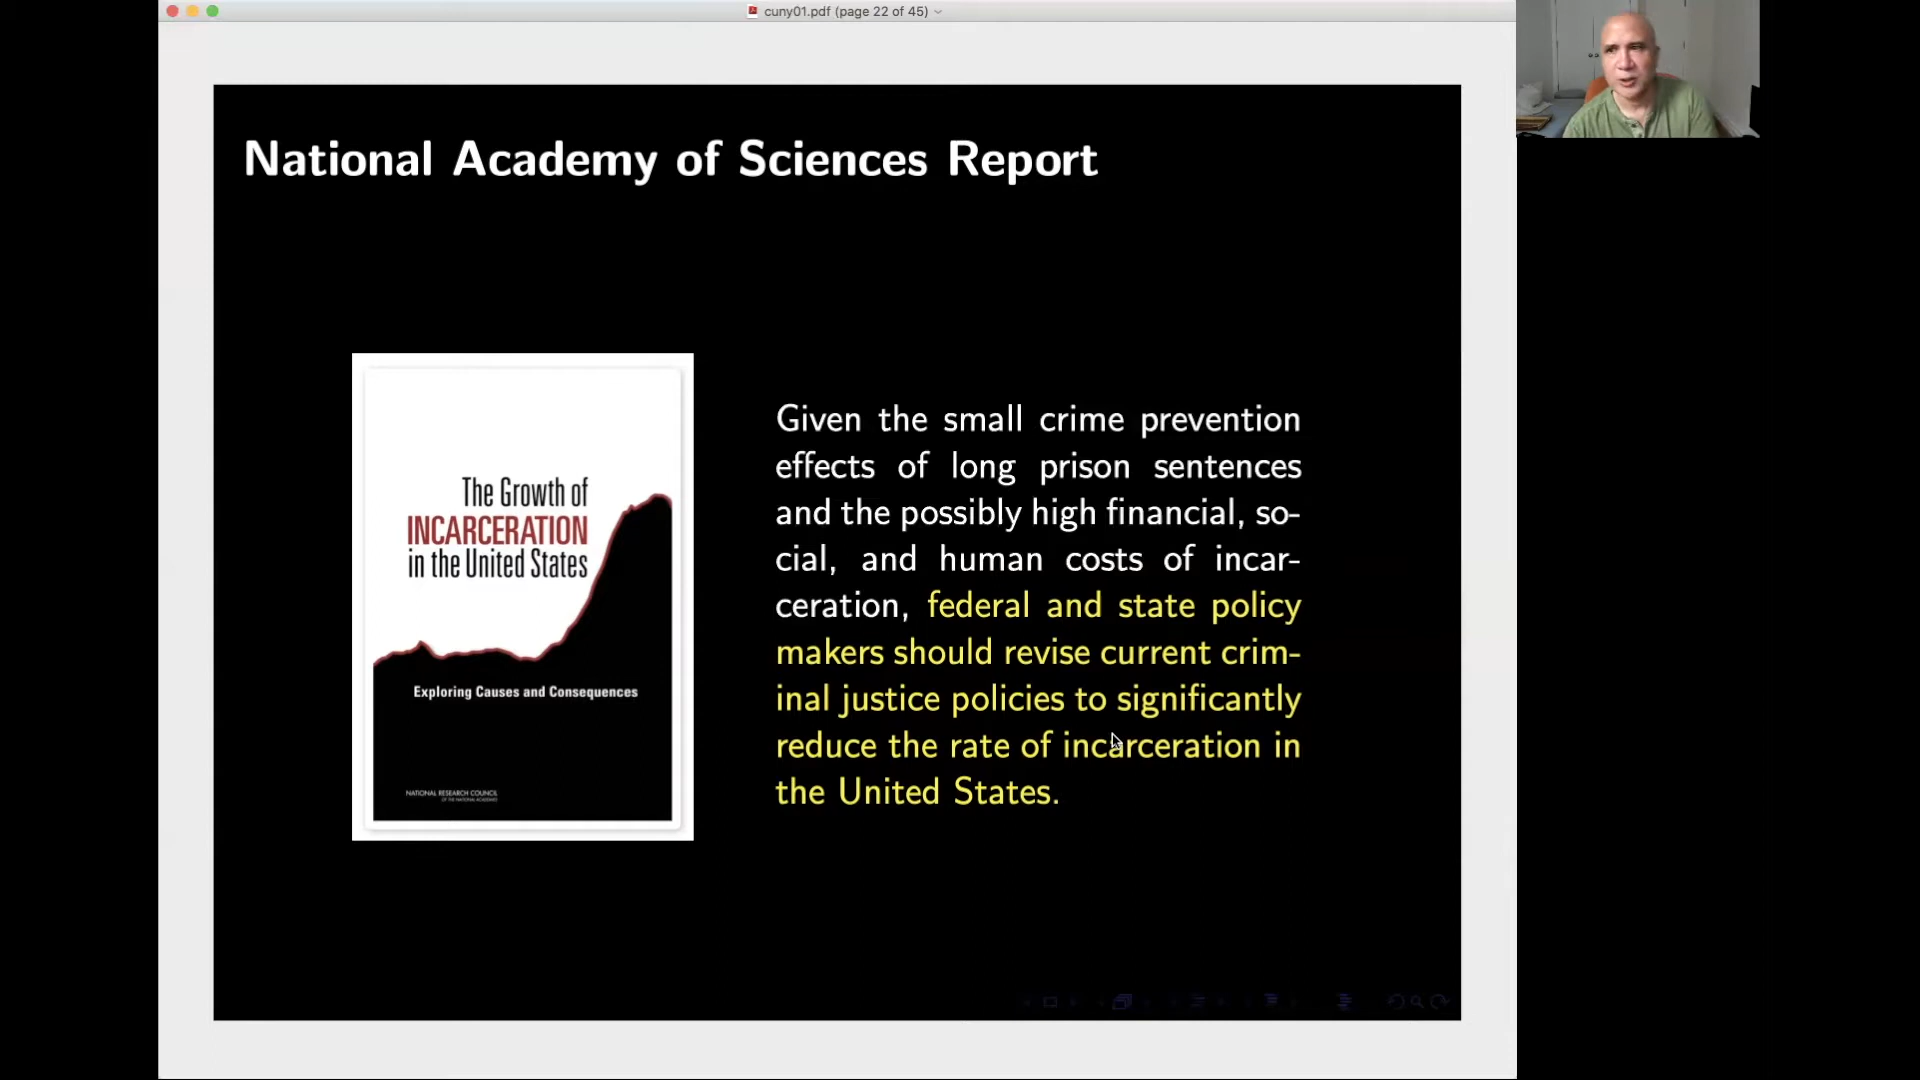 cuny01.pdf (page 22 of 45)
National Academy of Sciences Report
The Growth of
INCARCERATION
in the United States
Exploring Causes and Consequences
NATIONAL RESEARCH COUNCIL
OF THE NATIONAL ACADEMIES
Given the small crime prevention
effects of long prison sentences
and the possibly high financial, so-
cial, and human costs of incar-
ceration, federal and state policy
makers should revise current crim-
inal justice policies to significantly
reduce the rate of incarceration in
the United States.